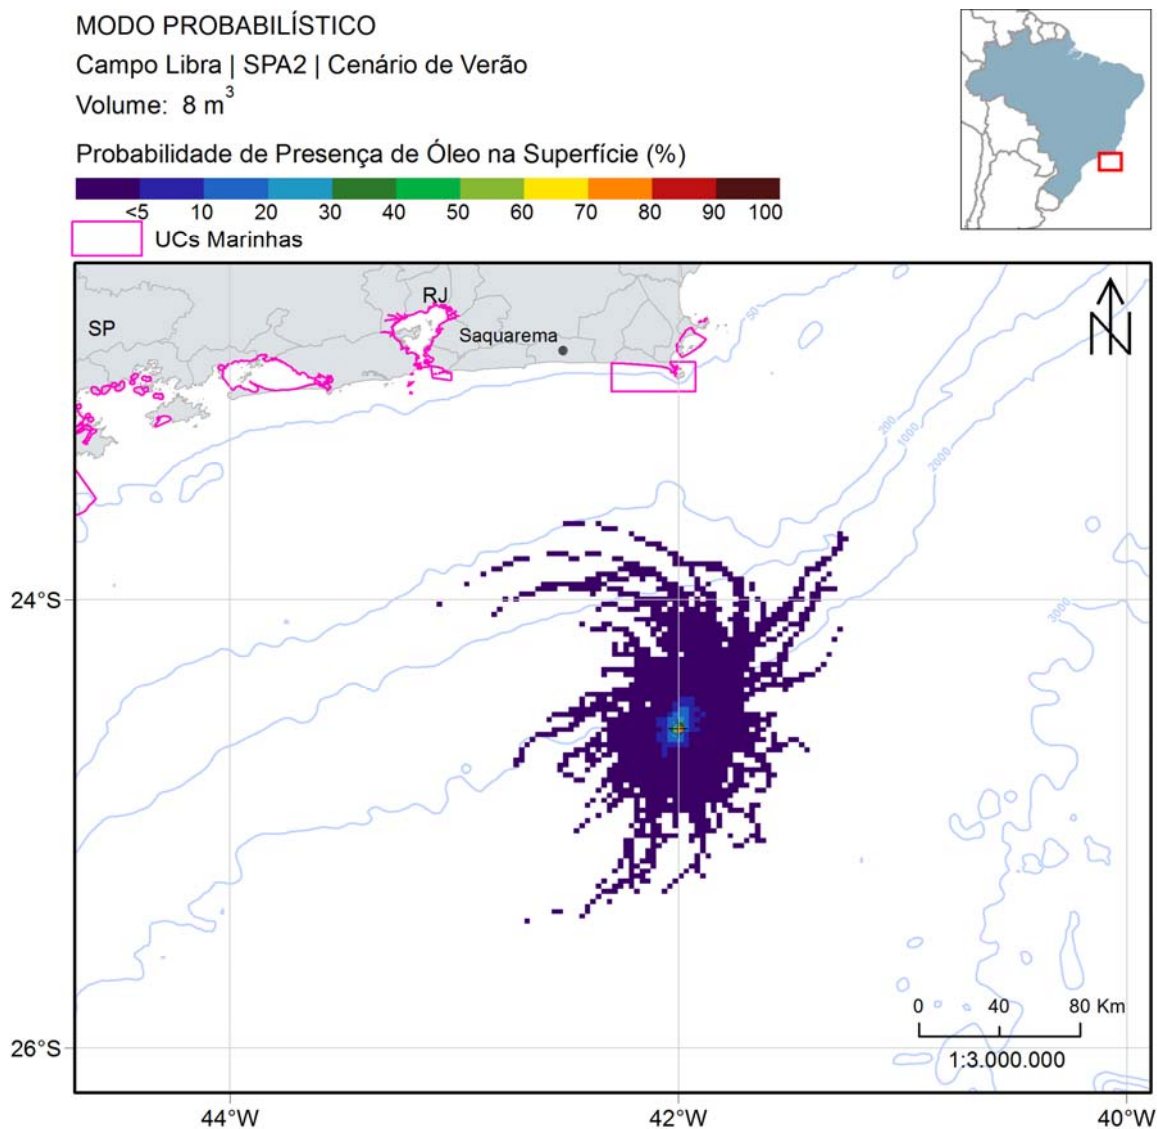 MODO PROBABILÍSTICO
Campo Libra | SPA2 | Cenário de Verão
Volume: 8 m³
Probabilidade de Presença de Óleo na Superfície (%)
<5 10 20 30 40 50 60 70 80 90 100
UCs Marinhas
RJ
SP
Saquarema
50
200
1000
2000
3000
24°S
26°S
0 40 80 Km
1:3.000.000
N
44°W 42°W 40°W